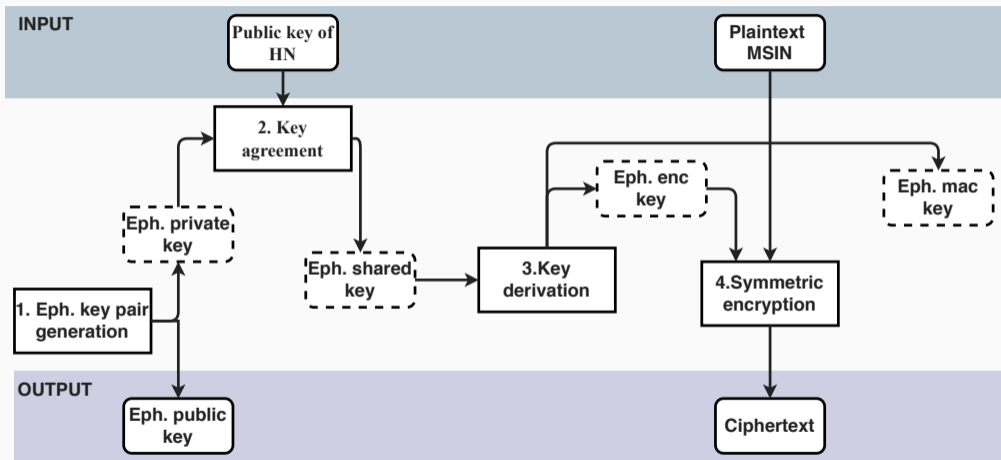 INPUT
Public key of
HN
Plaintext
MSIN
2. Key
agreement
Eph. enc
key
Eph. mac
key
Eph. private
key
Eph. shared
key
3.Key
derivation
4.Symmetric
encryption
1. Eph. key pair
generation
OUTPUT
Eph. public
key
Ciphertext